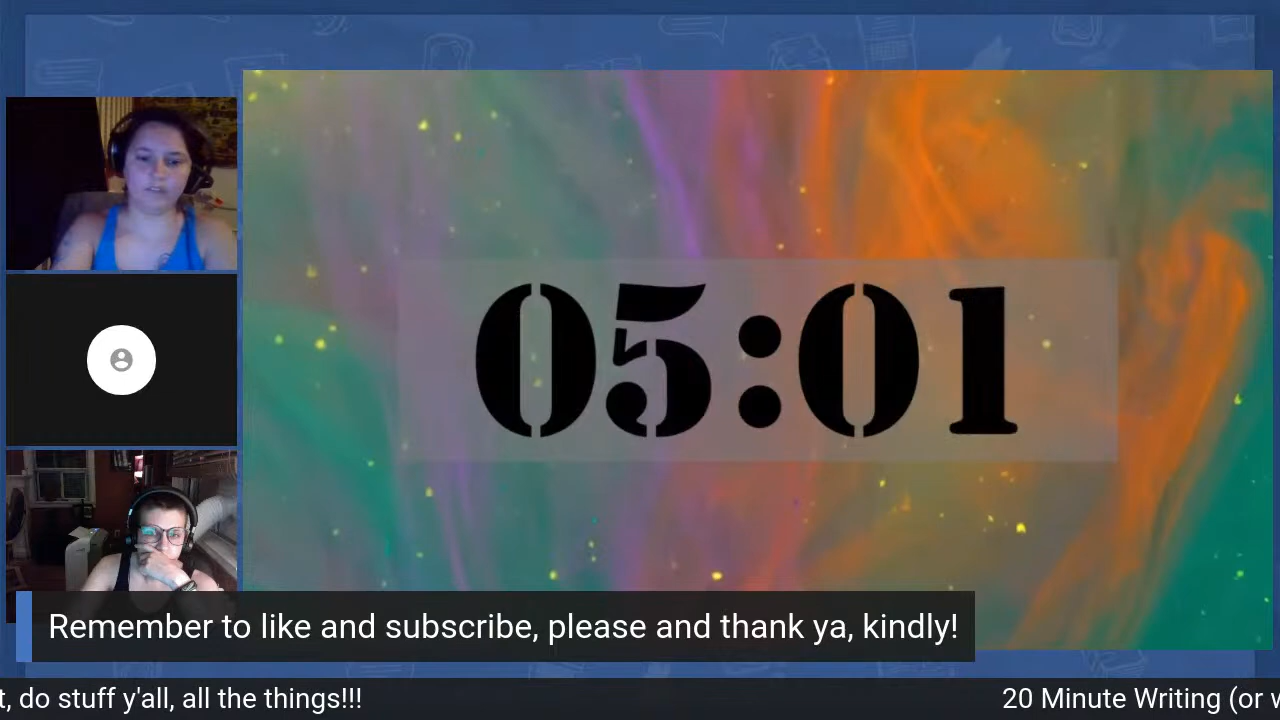 05:01
Remember to like and subscribe, please and thank ya, kindly!
t, do stuff y'all, all the things!!!
20 Minute Writing (or w